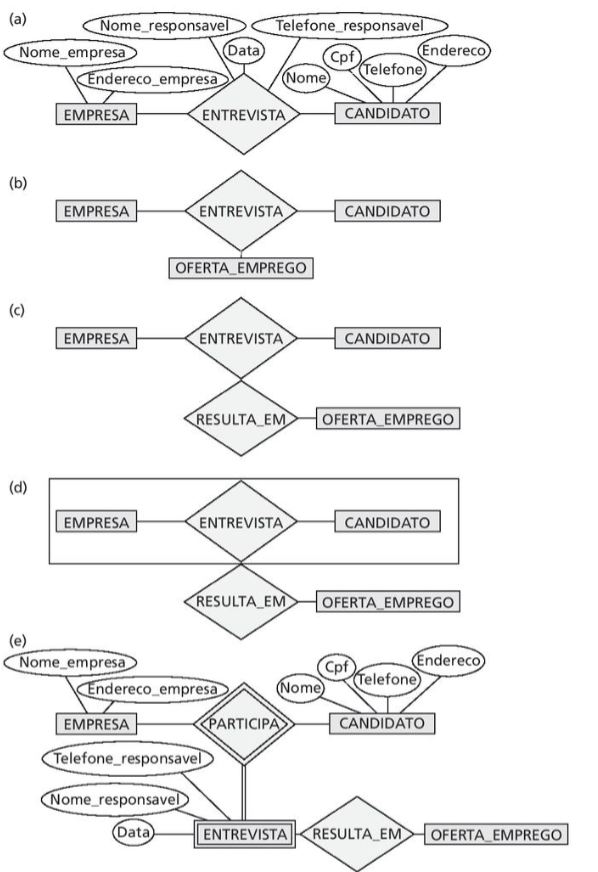 (a)
Nome_responsavel Telefone_responsavel
Nome_empresa Data Cpf Endereco
Endereco_empresa Nome Telefone
EMPRESA ENTREVISTA CANDIDATO
(b)
EMPRESA ENTREVISTA CANDIDATO
OFERTA_EMPREGO
(c)
EMPRESA ENTREVISTA CANDIDATO
RESULTA_EM OFERTA_EMPREGO
(d)
EMPRESA ENTREVISTA CANDIDATO
RESULTA_EM OFERTA_EMPREGO
(e)
Nome_empresa Cpf Endereco
Endereco_empresa Nome Telefone
EMPRESA PARTICIPA CANDIDATO
Telefone_responsavel
Nome_responsavel
Data ENTREVISTA RESULTA_EM OFERTA_EMPREGO